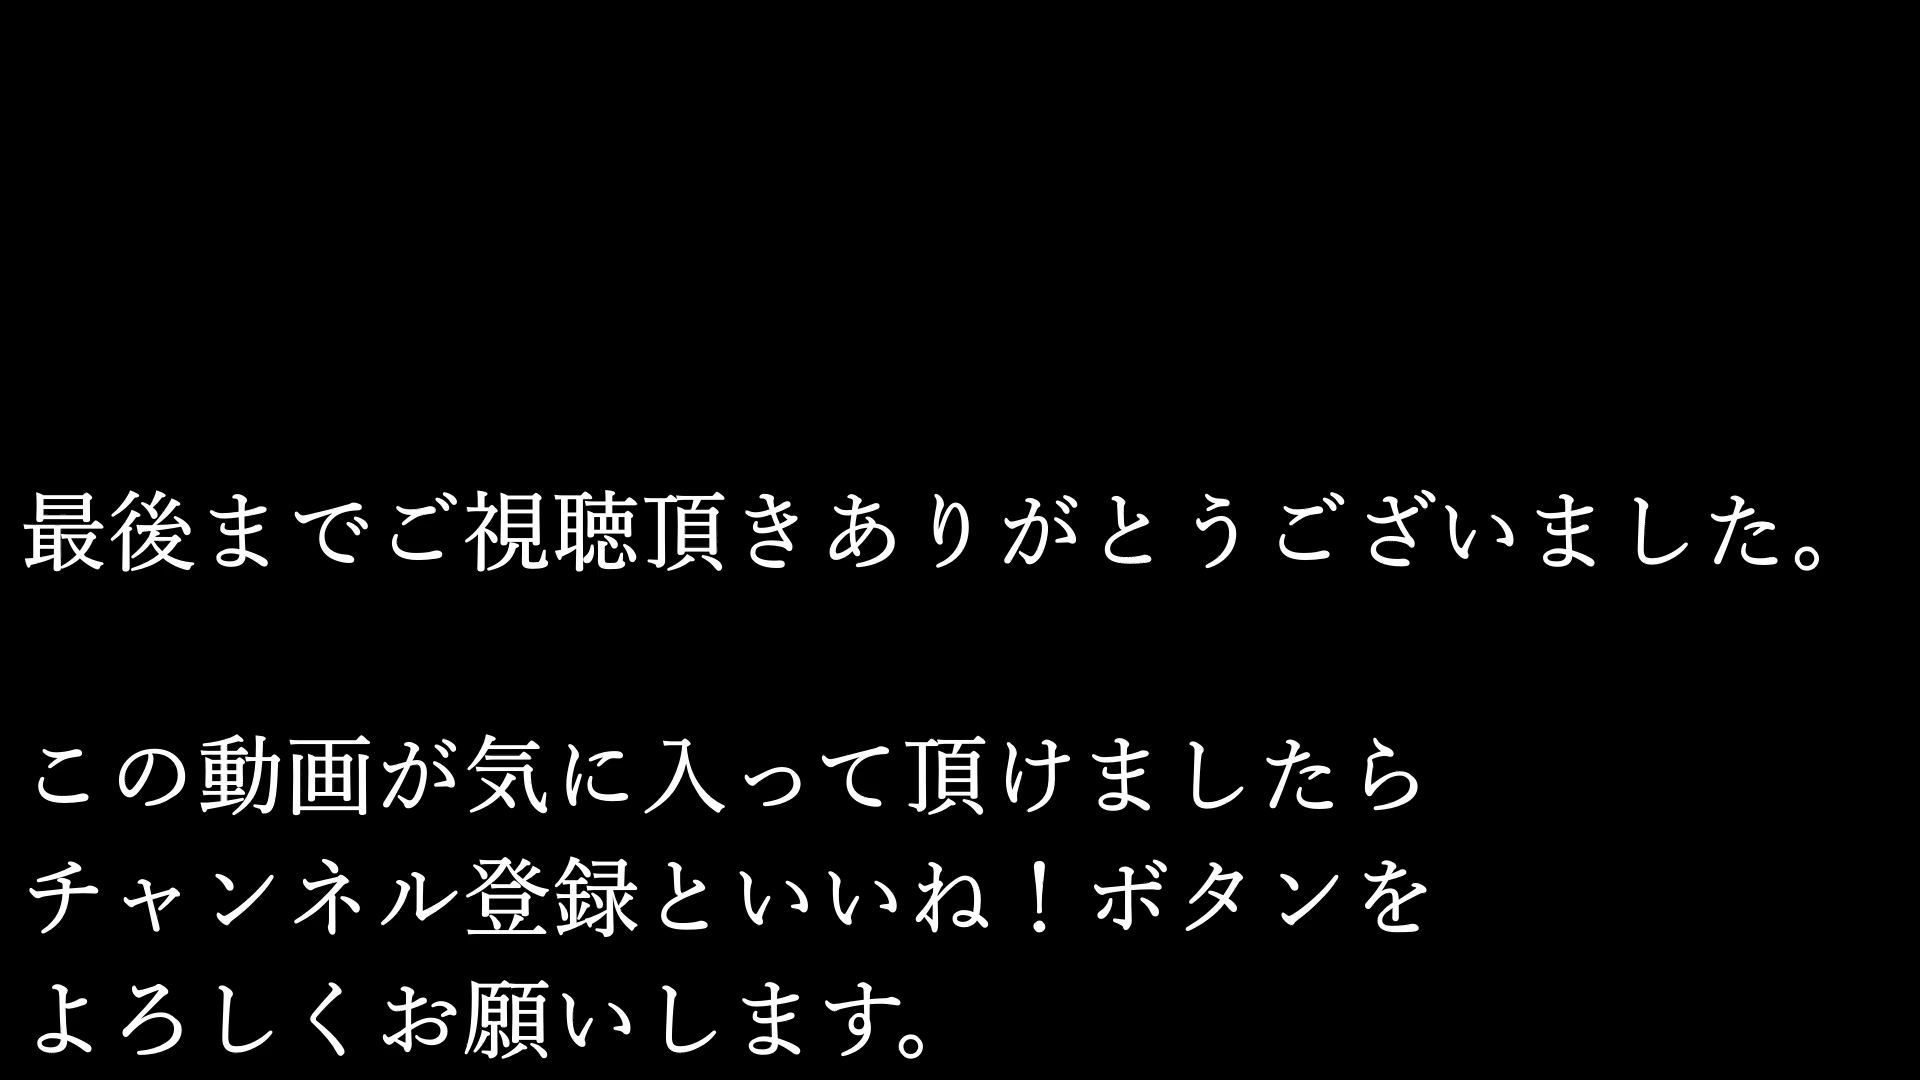 最後までご視聴頂きありがとうございました。
この動画が気に入って頂けましたら
チャンネル登録といいね！ボタンを
よろしくお願いします。